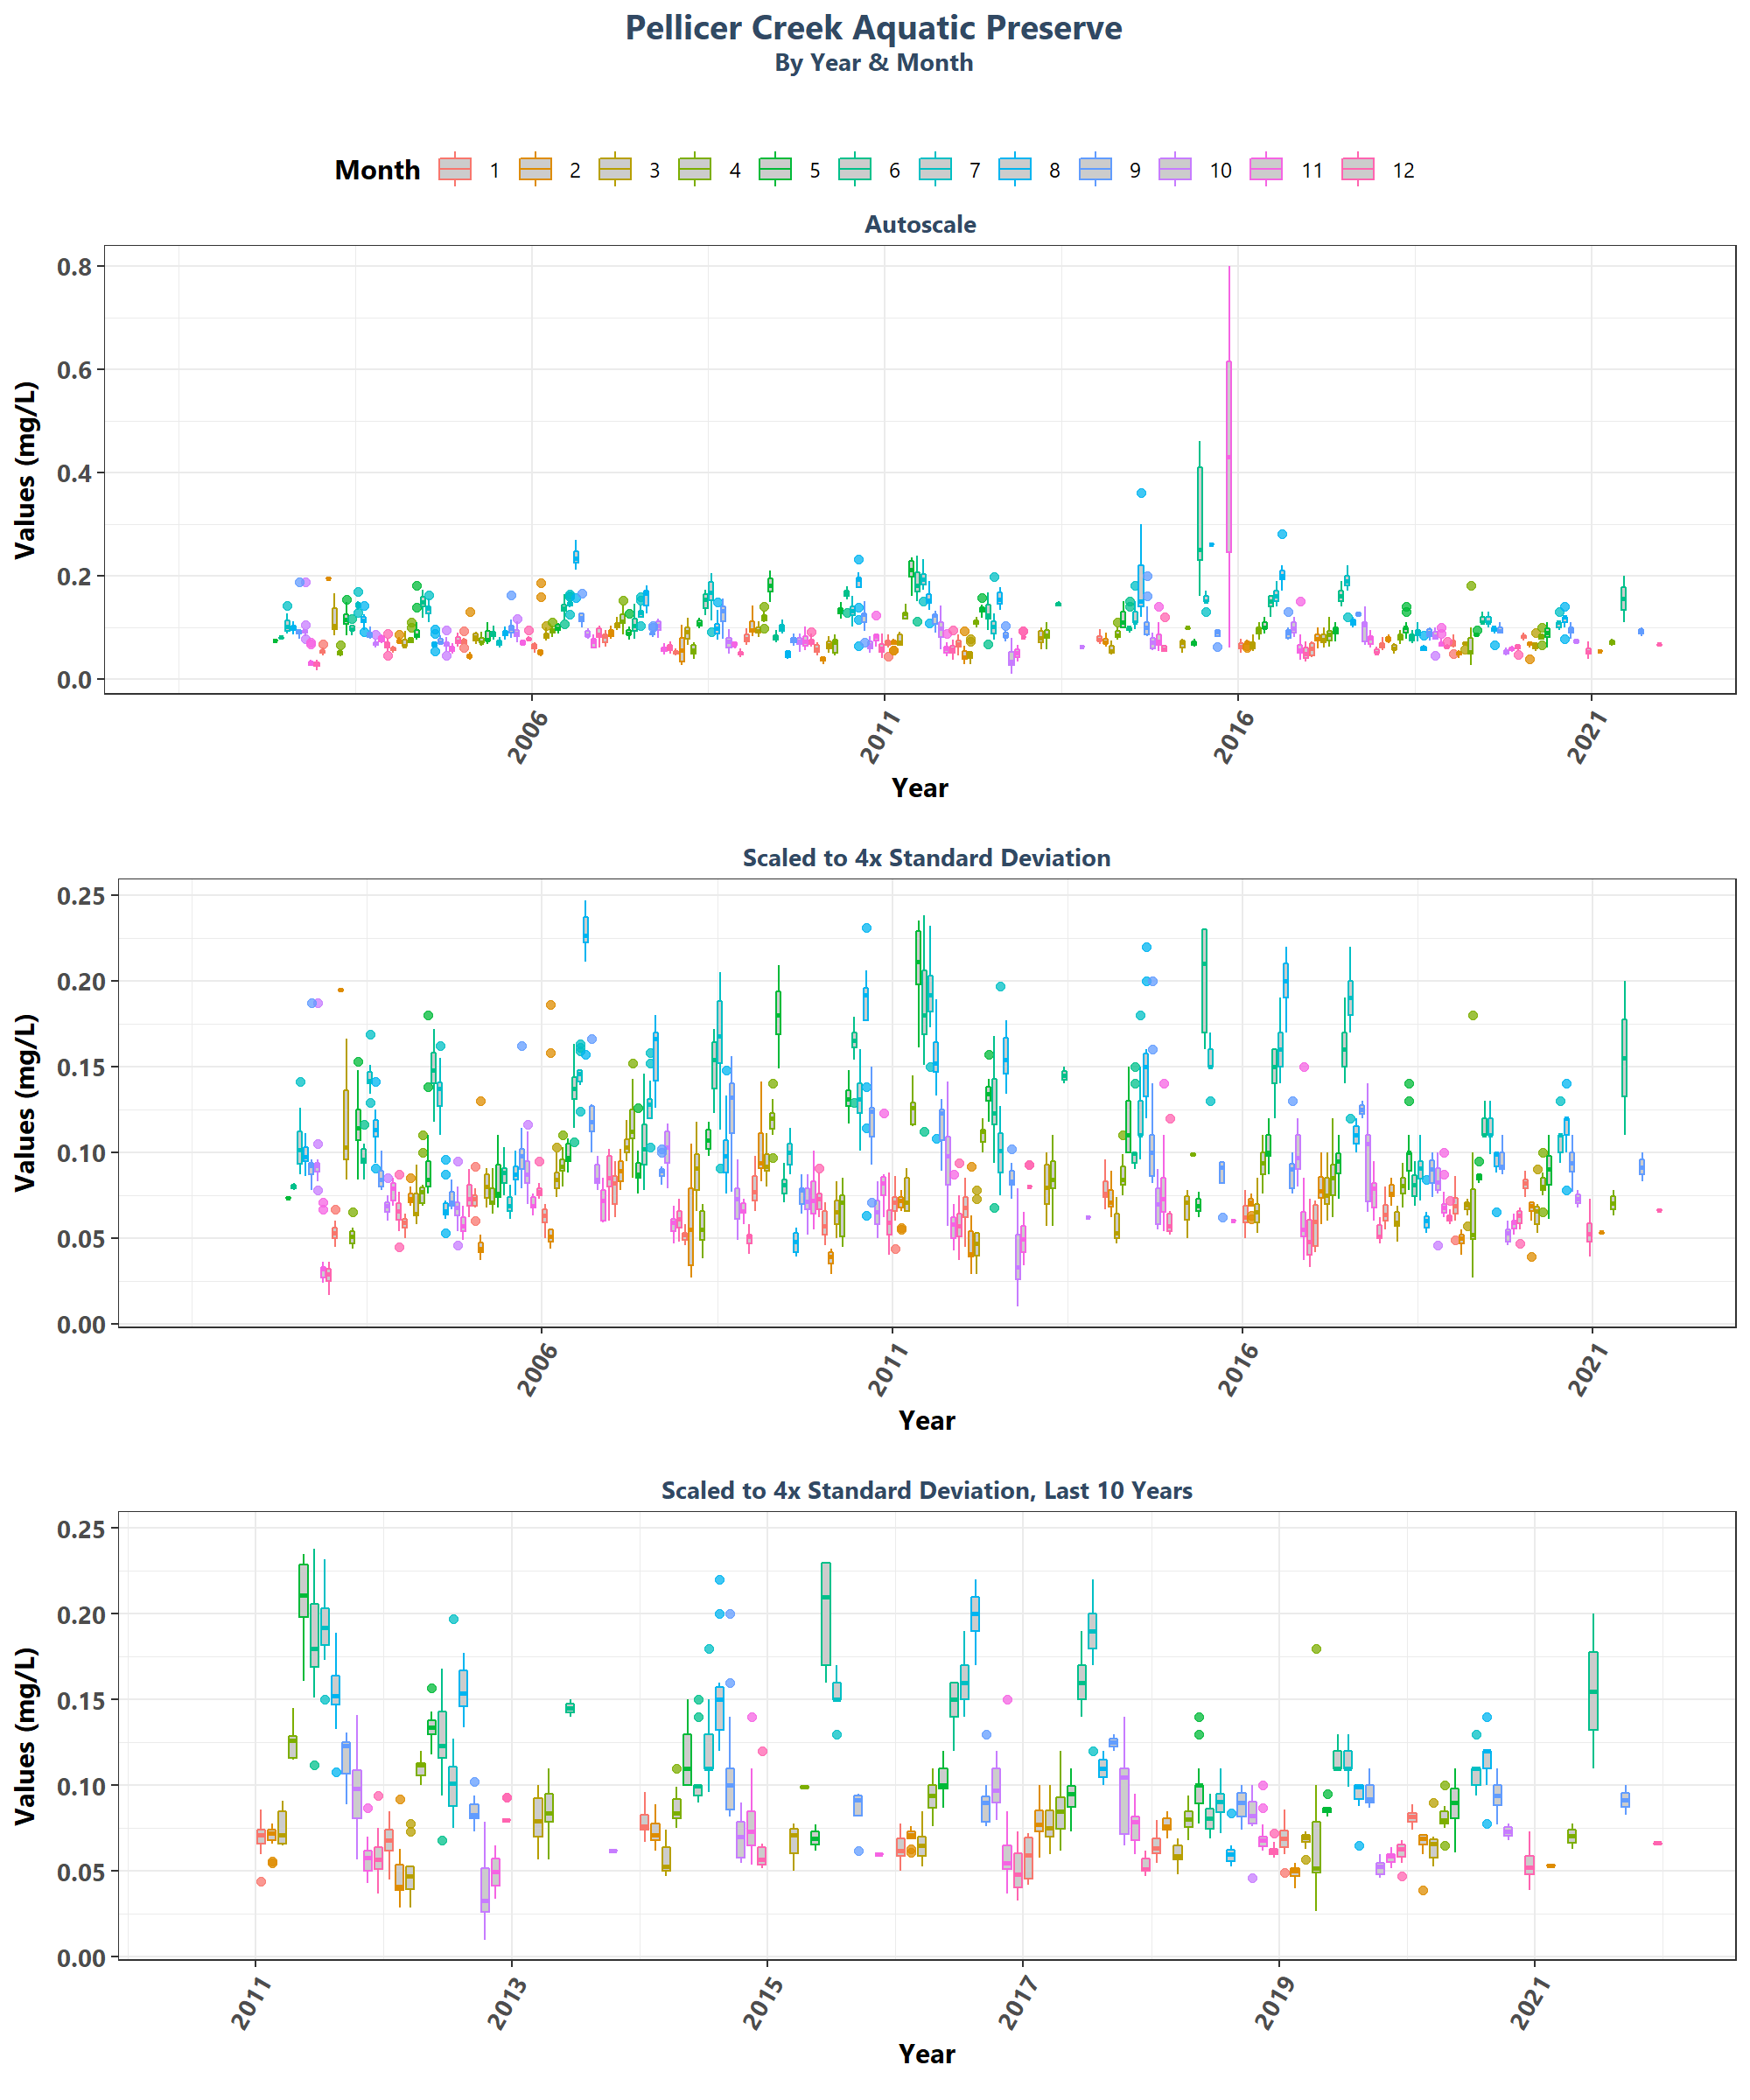 Pellicer Creek Aquatic Preserve
By Year & Month
Month 1 2 3 4 5 6 7 8 9 10 11 12
Autoscale
Values (mg/L)
0.8
0.6
0.4
0.2
0.0
2006 2011 2016 2021
Year
Scaled to 4x Standard Deviation
Values (mg/L)
0.25
0.20
0.15
0.10
0.05
0.00
2006 2011 2016 2021
Year
Scaled to 4x Standard Deviation, Last 10 Years
Values (mg/L)
0.25
0.20
0.15
0.10
0.05
0.00
2011 2013 2015 2017 2019 2021
Year